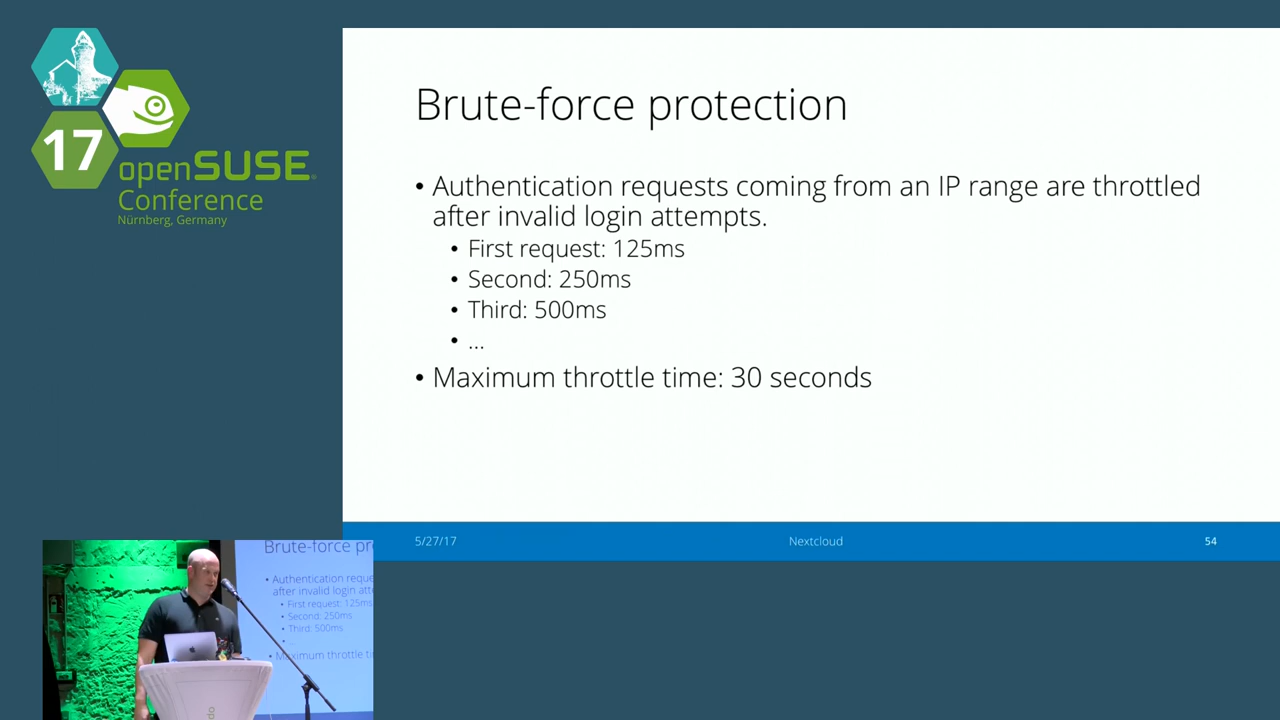 17
openSUSE
Conference
Nürnberg, Germany
Brute-force protection
• Authentication requests coming from an IP range are throttled
after invalid login attempts.
• First request: 125ms
• Second: 250ms
• Third: 500ms
• ...
• Maximum throttle time: 30 seconds
5/27/17
Nextcloud
54
Brute-force pr
• Authentication reque
after invalid login atte
• First request: 125ms
• Second: 250ms
• Third: 500ms
• Maximum throttle ti